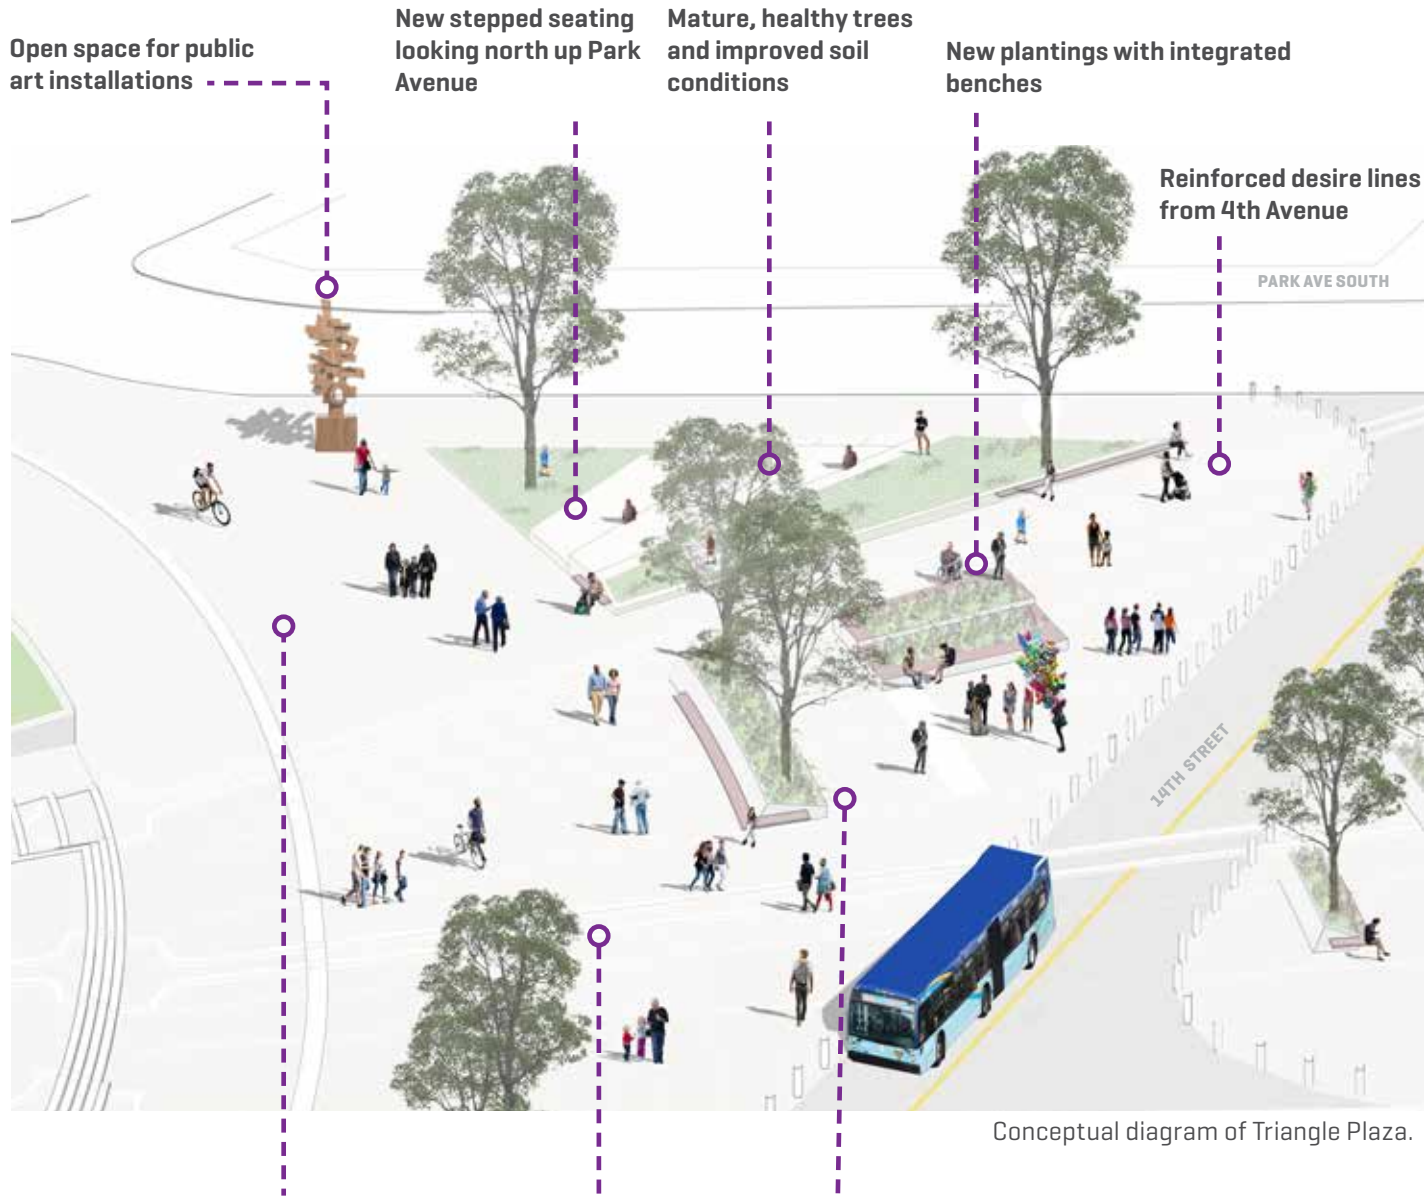 Open space for public
art installations
New stepped seating
looking north up Park
Avenue
Mature, healthy trees
and improved soil
conditions
New plantings with integrated
benches
Reinforced desire lines
from 4th Avenue
PARK AVE SOUTH
14TH STREET
Conceptual diagram of Triangle Plaza.